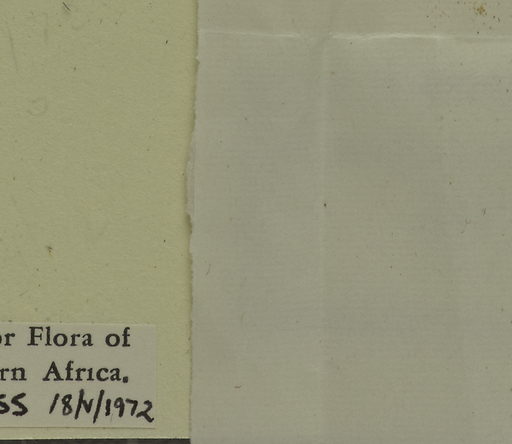 or Flora of
rn Africa.
SS 18/V/1972